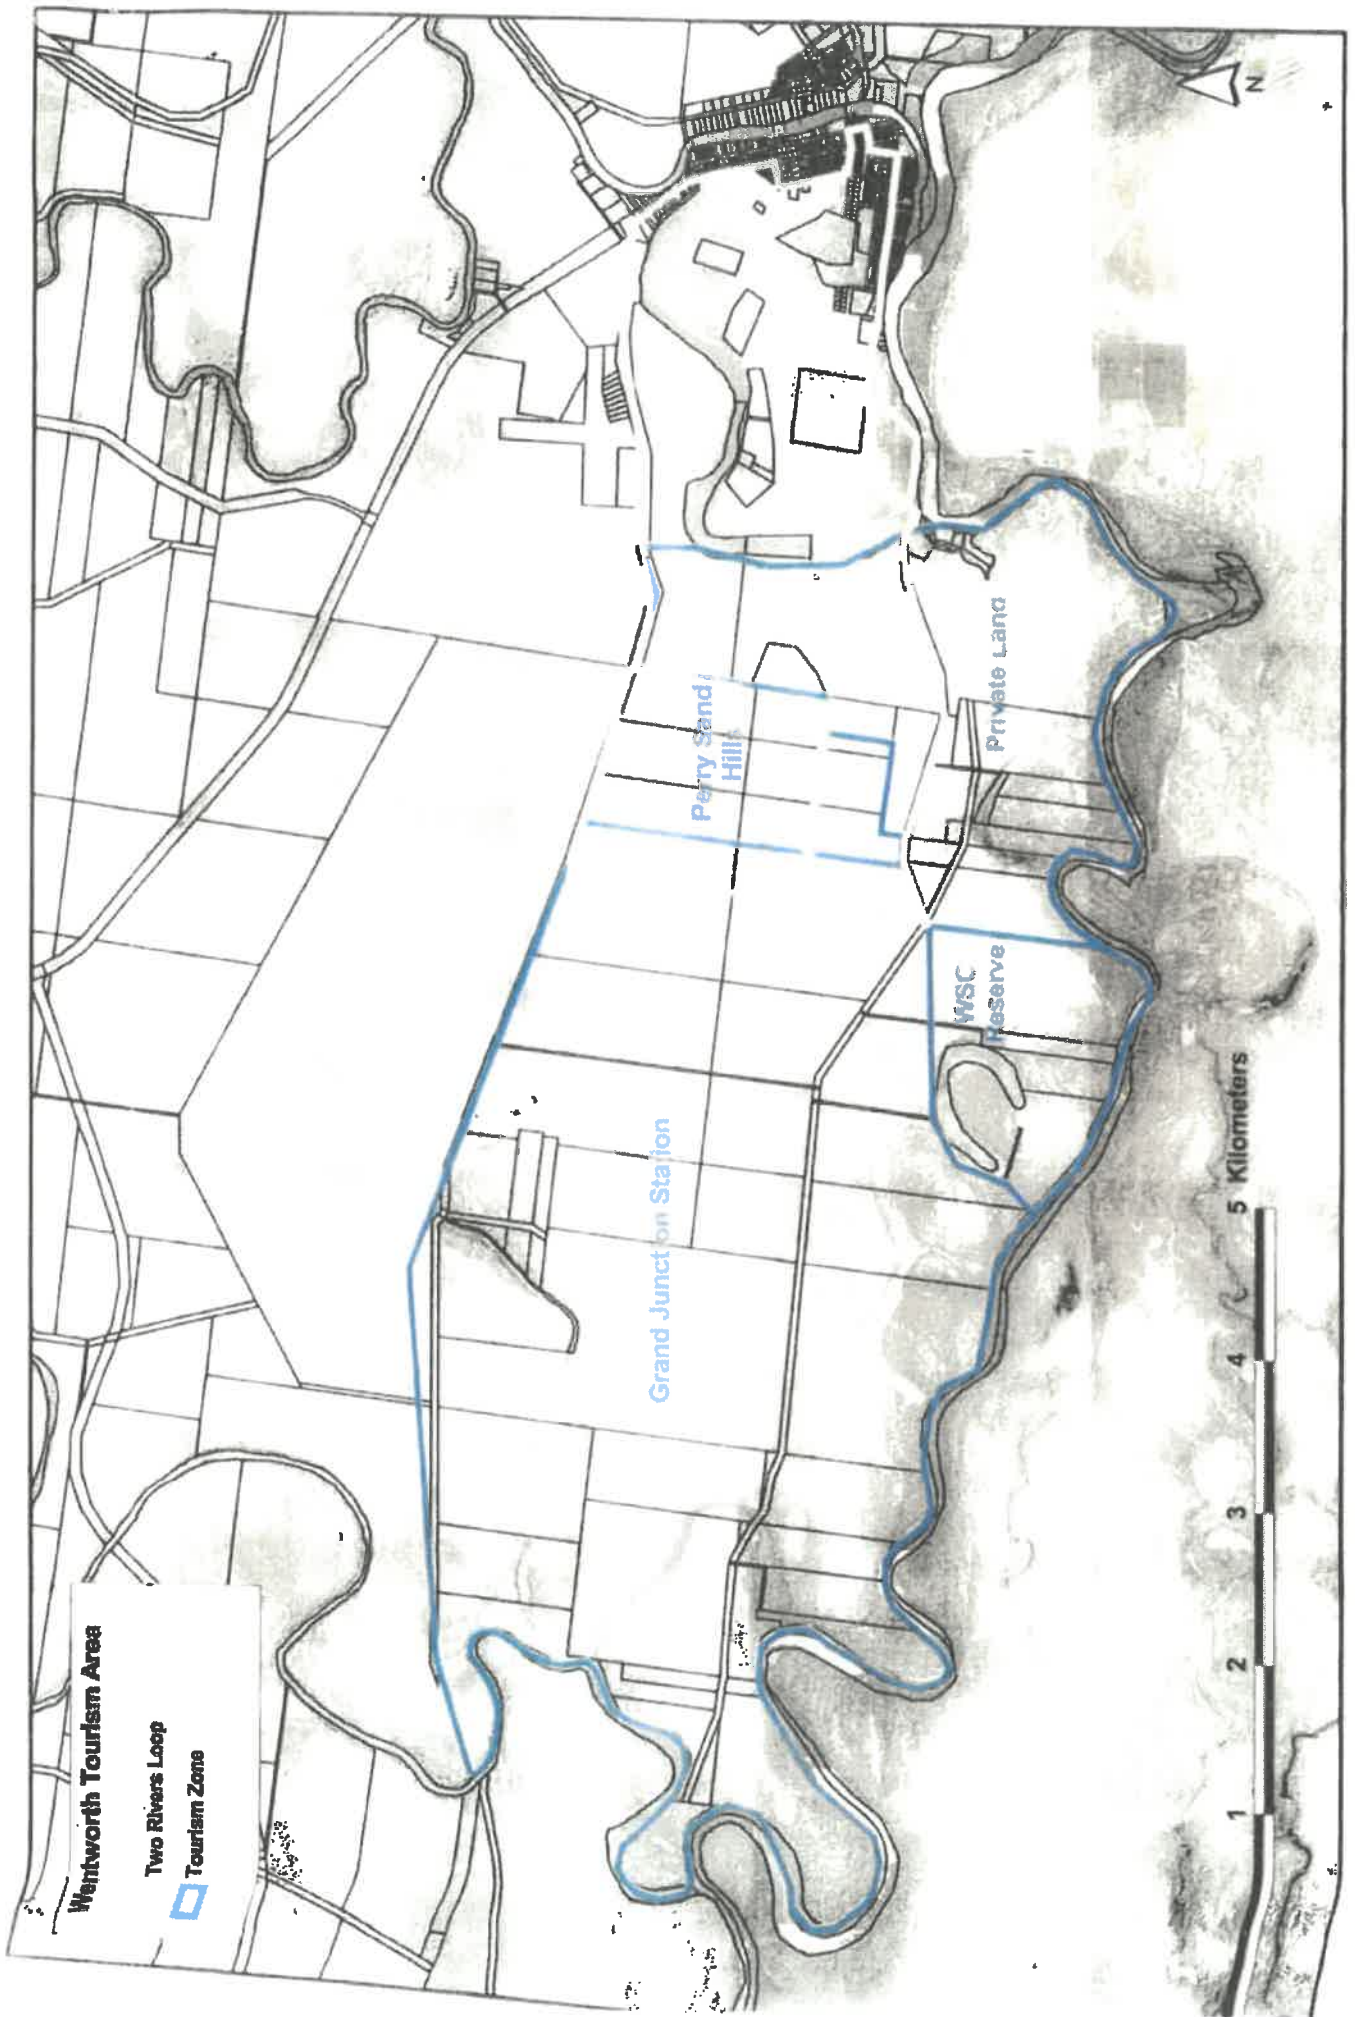 Wentworth Tourism Area
Two Rivers Loop
Tourism Zone
Grand Junction Station
Perry Sand
Hills
WSC
Reserve
Private Land
1 2 3 4 5 Kilometers
N